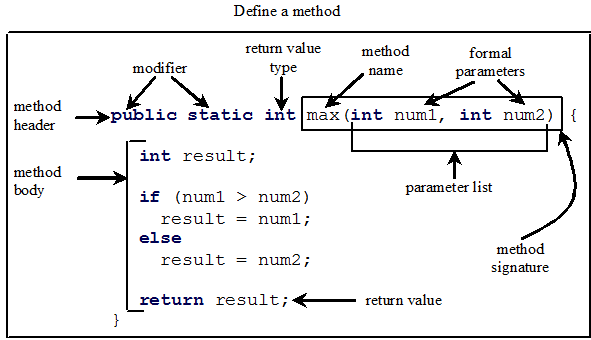 Define a method
return value
type
method
name
formal
parameters
modifier
method
header
public static int max(int num1, int num2) {
int result;
method
body
parameter list
if (num1 > num2)
result = num1;
else
result = num2;
method
signature
return result;
return value
}